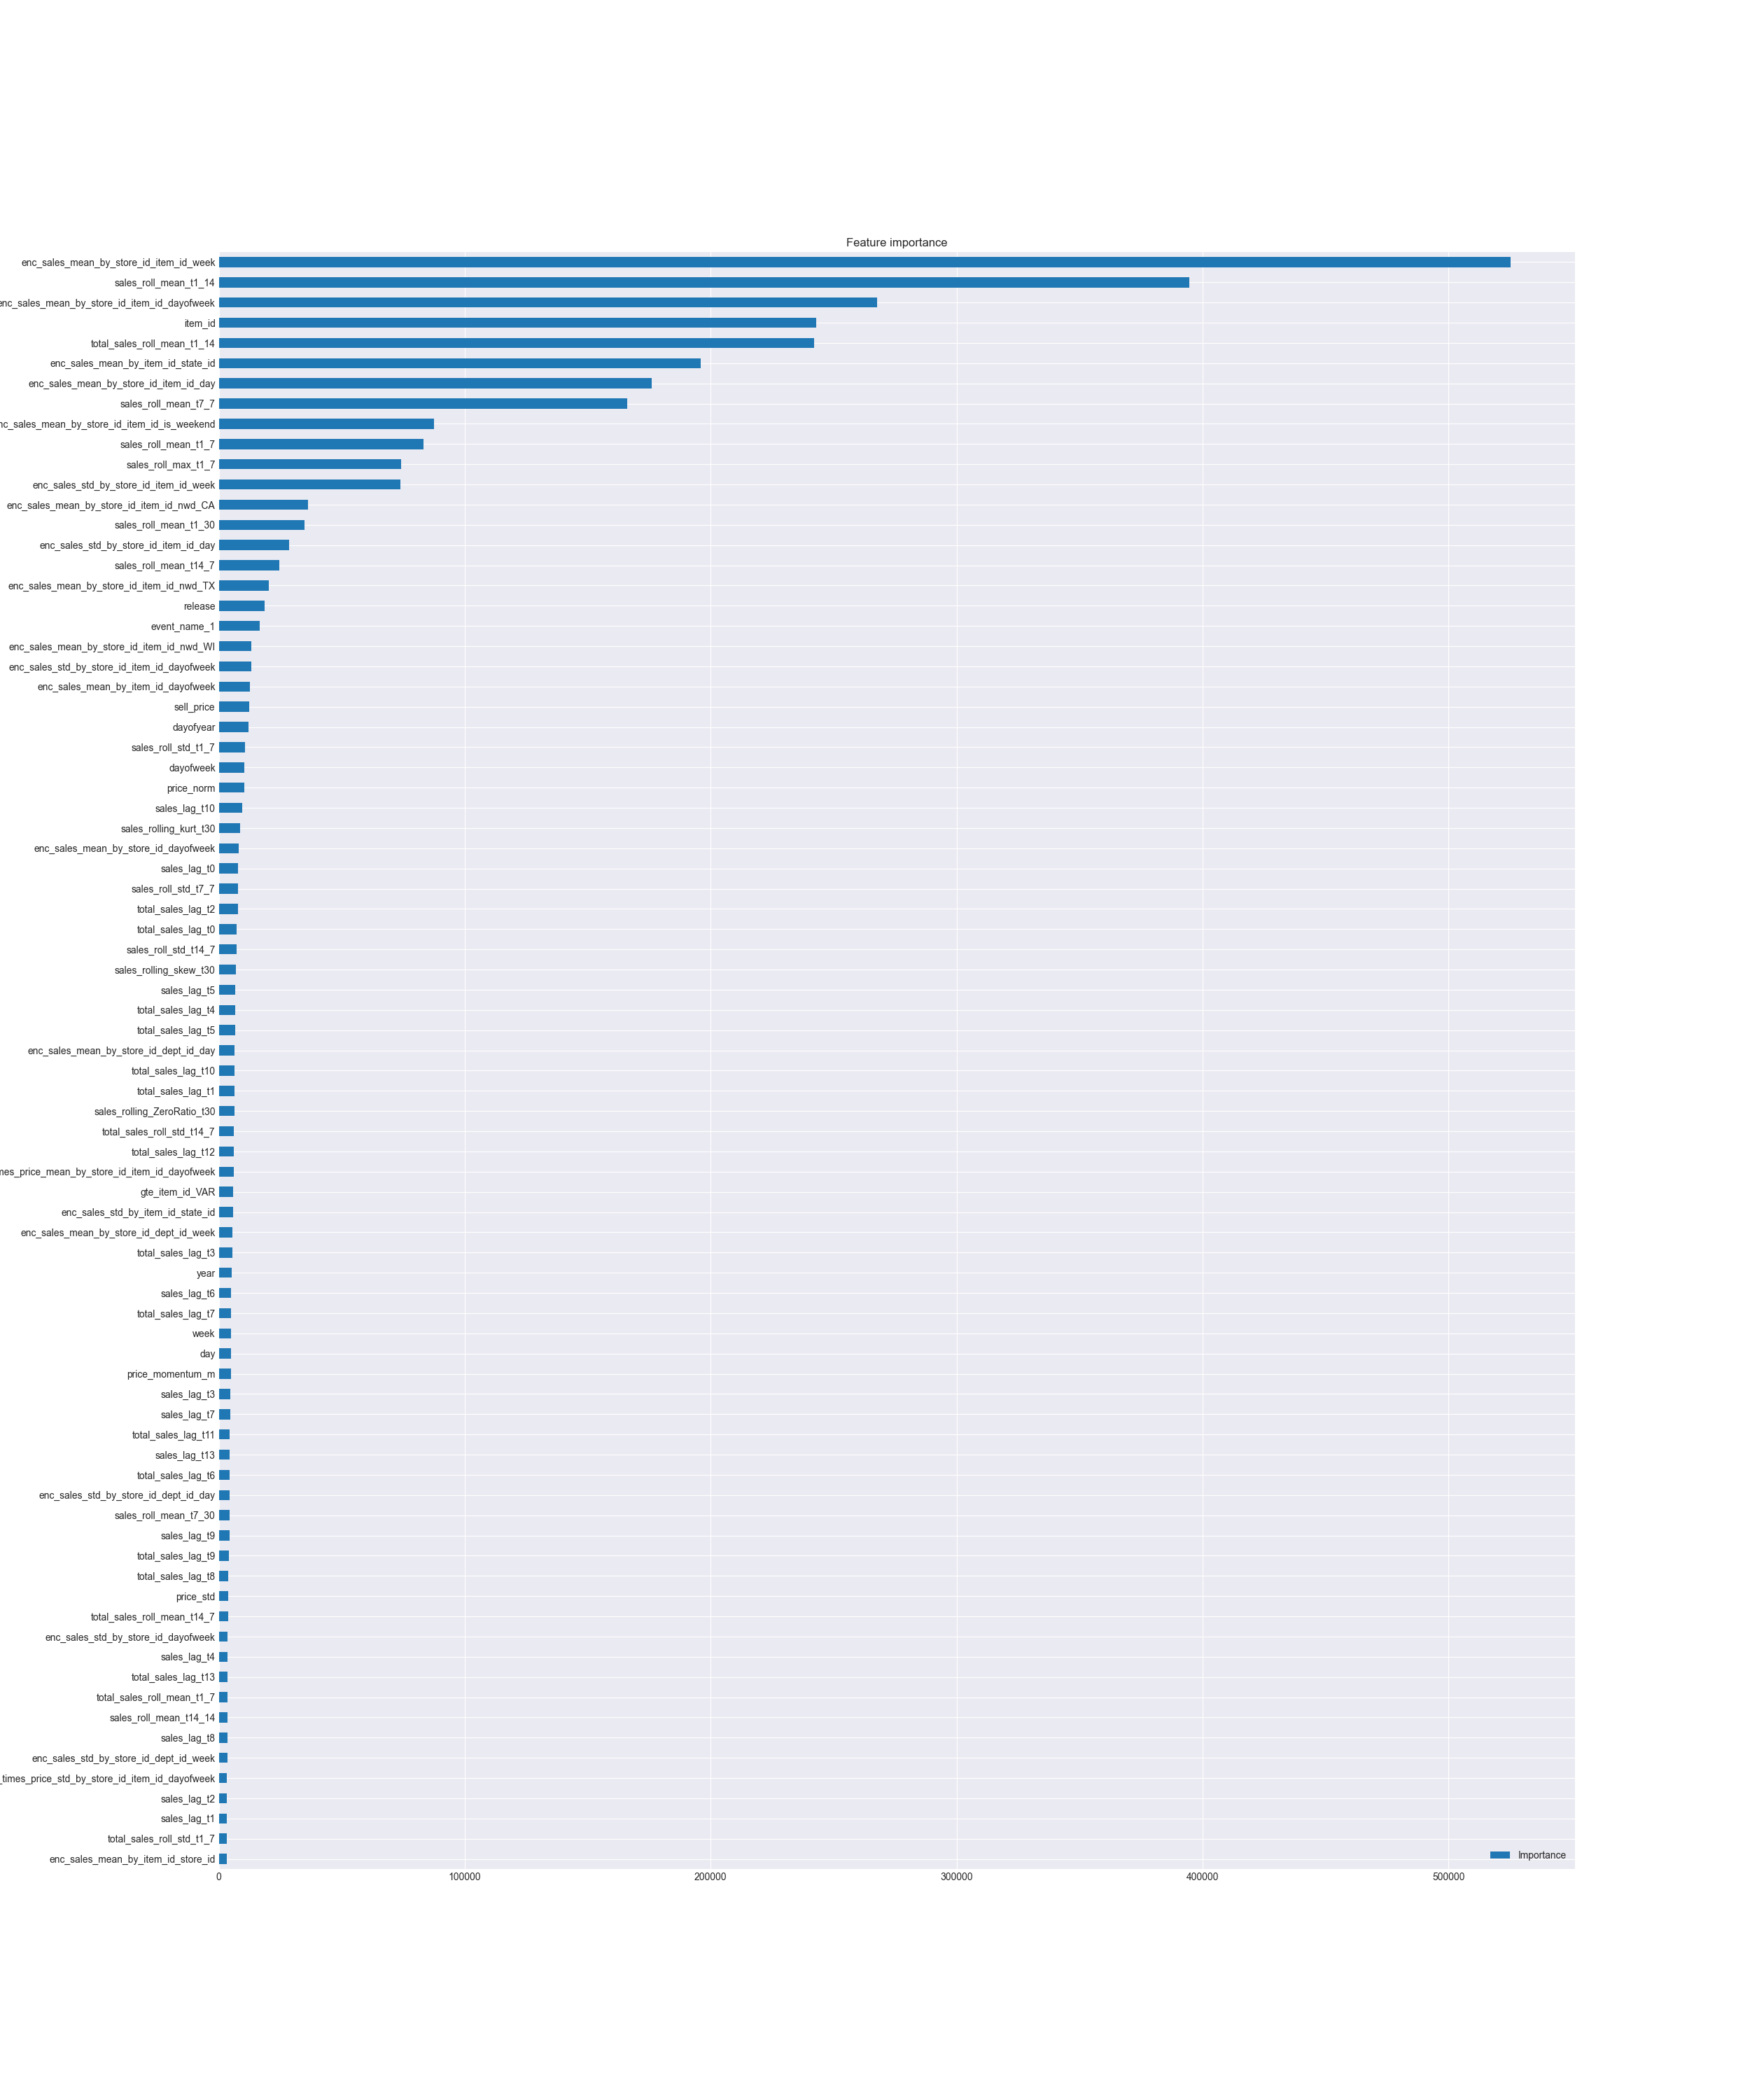 Feature importance
enc_sales_mean_by_store_id_item_id_week
sales_roll_mean_t1_14
enc_sales_mean_by_store_id_item_id_dayofweek
item_id
total_sales_roll_mean_t1_14
enc_sales_mean_by_item_id_state_id
enc_sales_mean_by_store_id_item_id_day
sales_roll_mean_t7_7
nc_sales_mean_by_store_id_item_id_is_weekend
sales_roll_mean_t1_7
sales_roll_max_t1_7
enc_sales_std_by_store_id_item_id_week
enc_sales_mean_by_store_id_item_id_nwd_CA
sales_roll_mean_t1_30
enc_sales_std_by_store_id_item_id_day
sales_roll_mean_t14_7
enc_sales_mean_by_store_id_item_id_nwd_TX
release
event_name_1
enc_sales_mean_by_store_id_item_id_nwd_WI
enc_sales_std_by_store_id_item_id_dayofweek
enc_sales_mean_by_item_id_dayofweek
sell_price
dayofyear
sales_roll_std_t1_7
dayofweek
price_norm
sales_lag_t10
sales_rolling_kurt_t30
enc_sales_mean_by_store_id_dayofweek
sales_lag_t0
sales_roll_std_t7_7
total_sales_lag_t2
total_sales_lag_t0
sales_roll_std_t14_7
sales_rolling_skew_t30
sales_lag_t5
total_sales_lag_t4
total_sales_lag_t5
enc_sales_mean_by_store_id_dept_id_day
total_sales_lag_t10
total_sales_lag_t1
sales_rolling_ZeroRatio_t30
total_sales_roll_std_t14_7
total_sales_lag_t12
mes_price_mean_by_store_id_item_id_dayofweek
gte_item_id_VAR
enc_sales_std_by_item_id_state_id
enc_sales_mean_by_store_id_dept_id_week
total_sales_lag_t3
year
sales_lag_t6
total_sales_lag_t7
week
day
price_momentum_m
sales_lag_t3
sales_lag_t7
total_sales_lag_t11
sales_lag_t13
total_sales_lag_t6
enc_sales_std_by_store_id_dept_id_day
sales_roll_mean_t7_30
sales_lag_t9
total_sales_lag_t9
total_sales_lag_t8
price_std
total_sales_roll_mean_t14_7
enc_sales_std_by_store_id_dayofweek
sales_lag_t4
total_sales_lag_t13
total_sales_roll_mean_t1_7
sales_roll_mean_t14_14
sales_lag_t8
enc_sales_std_by_store_id_dept_id_week
_times_price_std_by_store_id_item_id_dayofweek
sales_lag_t2
sales_lag_t1
total_sales_roll_std_t1_7
enc_sales_mean_by_item_id_store_id
Importance
0 100000 200000 300000 400000 500000